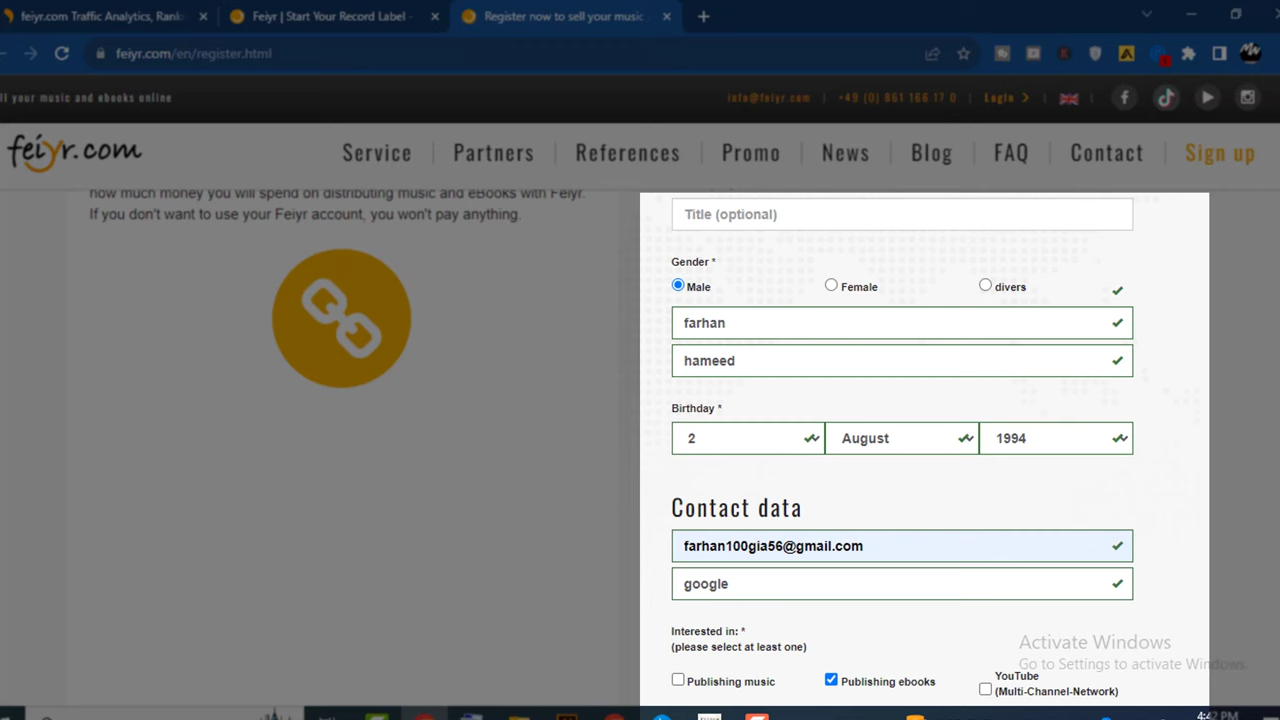 feiyr.com Traffic Analytics, Rank
Feiyr | Start Your Record Label -
Register now to sell your music
feiyr.com/en/register.html
ll your music and ebooks online
info@feiyr.com | +49 (0) 861 166 17 0 | Login
feiyr.com
Service Partners References Promo News Blog FAQ Contact Sign up
how much money you will spend on distributing music and eBooks with Feiyr.
If you don't want to use your Feiyr account, you won't pay anything.
Title (optional)
Gender *
Male Female divers
farhan
hameed
Birthday *
2 August 1994
Contact data
farhan100gia56@gmail.com
google
Interested in: *
(please select at least one)
Publishing music Publishing ebooks YouTube
(Multi-Channel-Network)
Activate Windows
Go to Settings to activate Windows.
4:42 PM